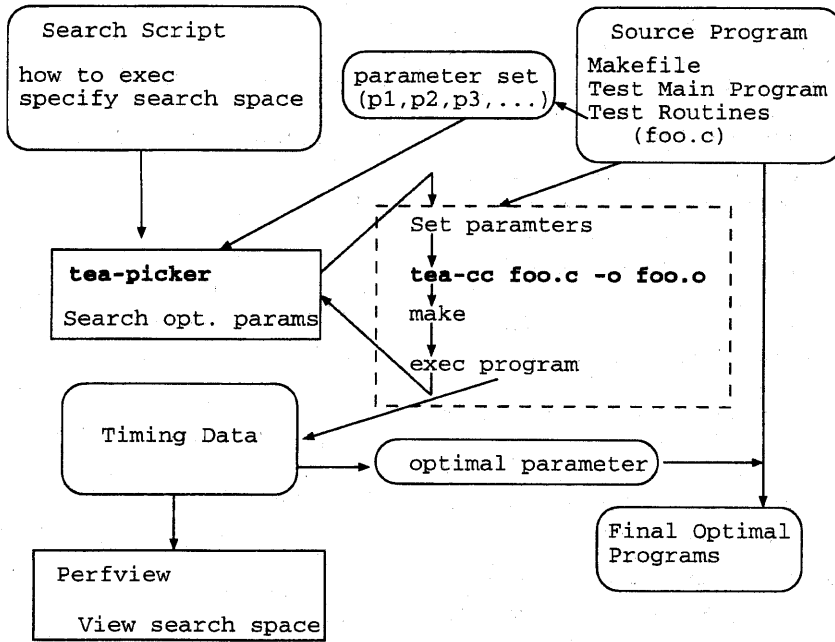 Search Script
how to exec
specify search space
parameter set
(p1,p2,p3,...)
Source Program
Makefile
Test Main Program
Test Routines
(foo.c)
Set paramters
tea-cc foo.c -o foo.o
make
exec program
tea-picker
Search opt. params
Timing Data
optimal parameter
Final Optimal
Programs
Perfview
View search space